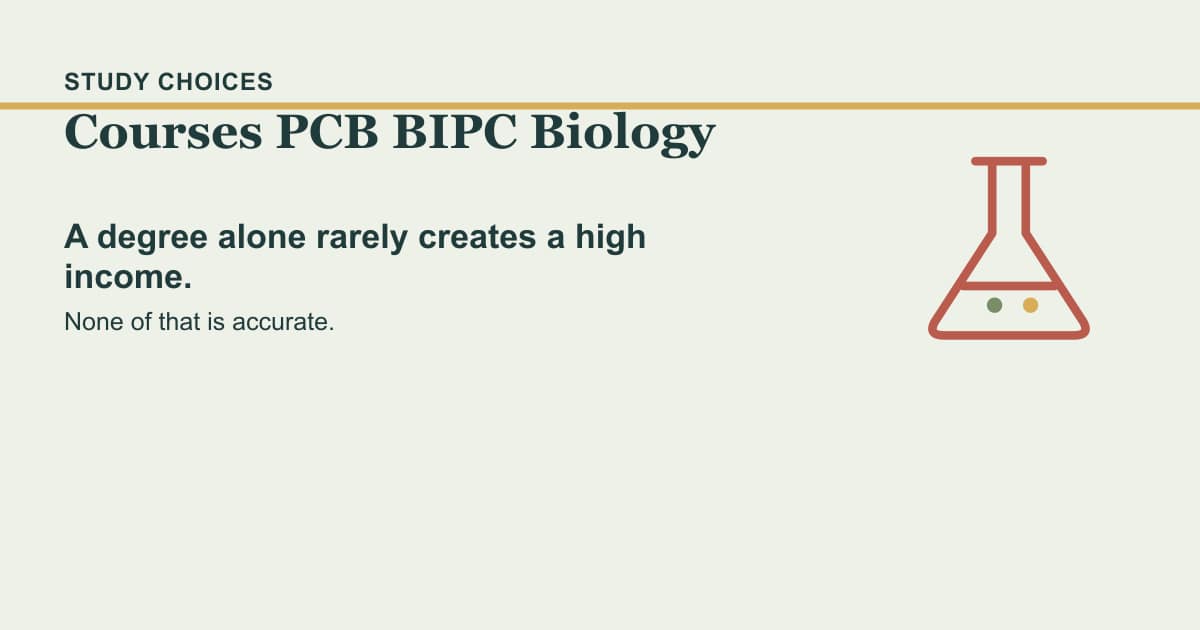 STUDY CHOICES
Courses PCB BIPC Biology
A degree alone rarely creates a high
income.
None of that is accurate.